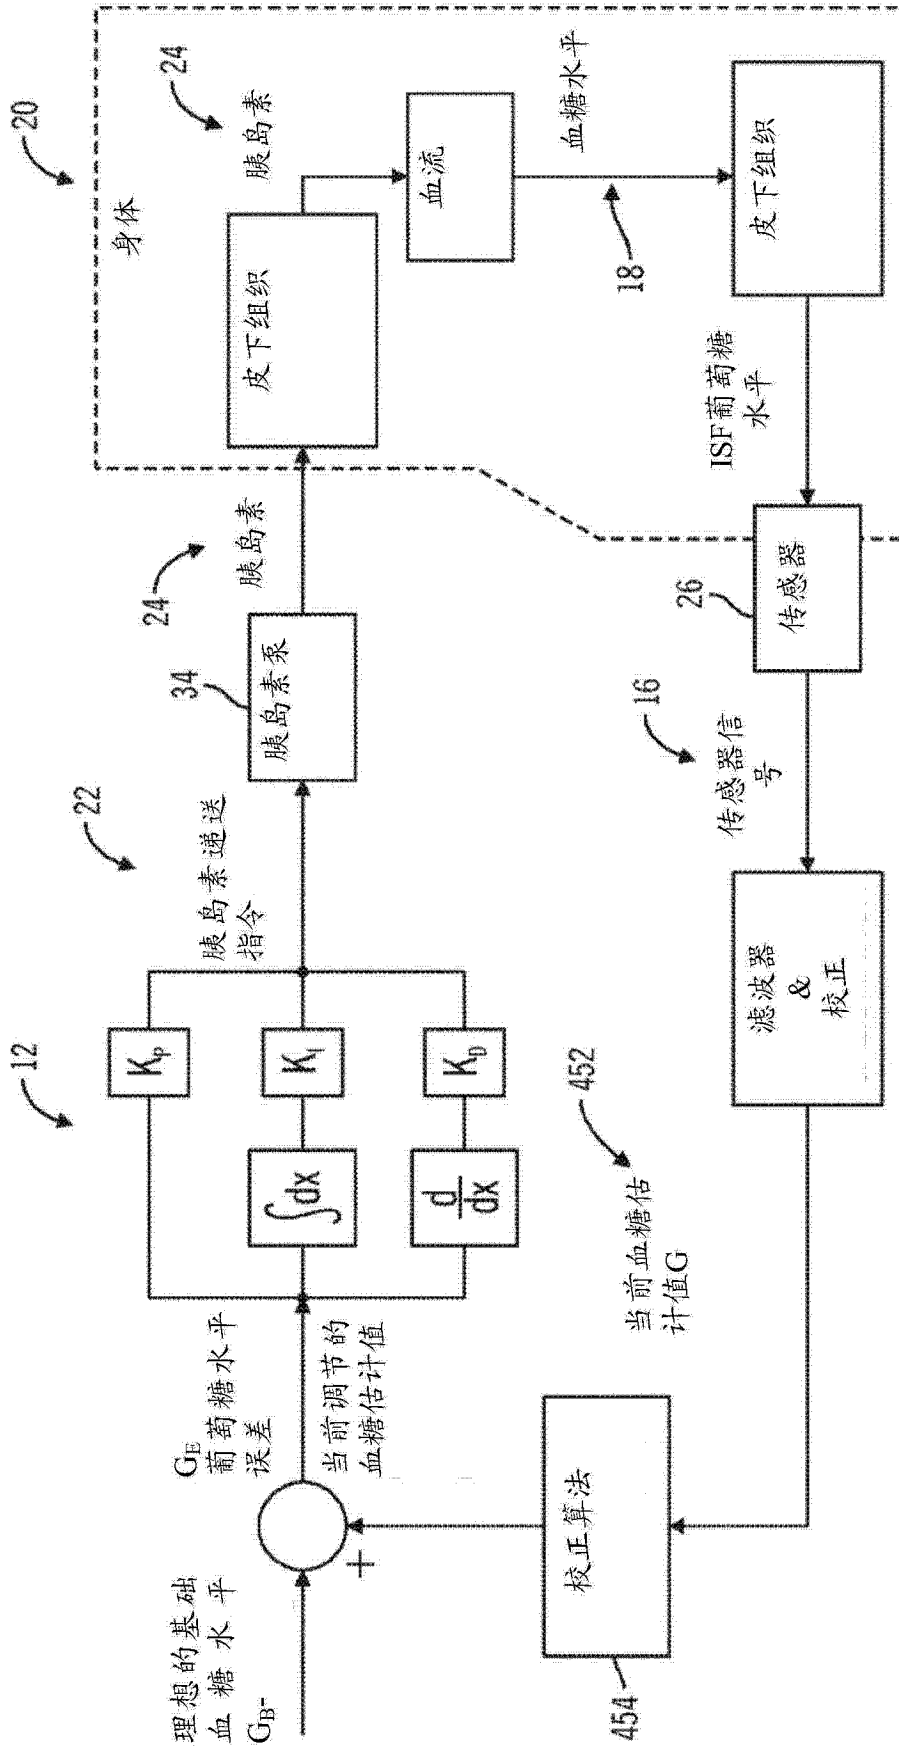 理想的基础
血糖水平
G_B-
G_E
葡萄糖水平
误差
当前调节的
血糖估计值
+
12
K_P
∫dx
K_I
d
dx
K_D
22
胰岛素递送
指令
34
胰岛素泵
24
胰岛素
20
身体
皮下组织
24
胰岛素
血流
血糖水平
18
皮下组织
ISF葡萄糖
水平
26
传感器
16
传感器信
号
滤波器
&
校正
452
当前血糖估
计值G
校正算法
454